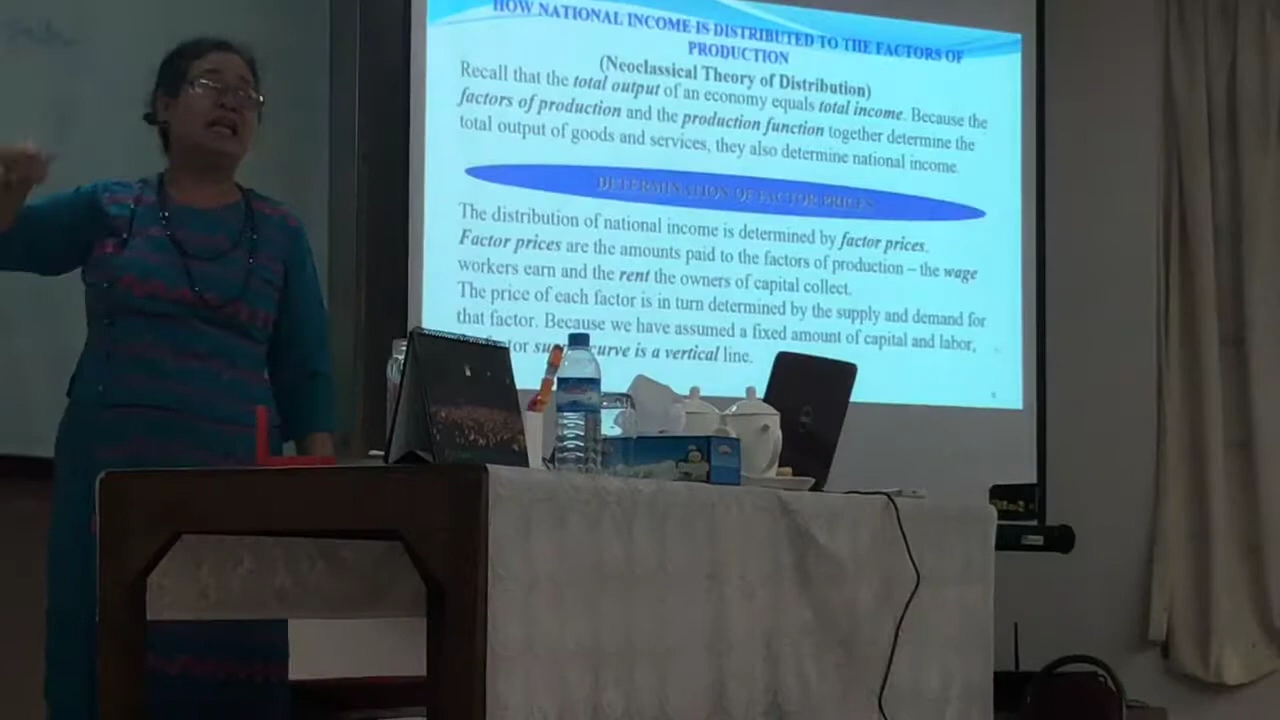 HOW NATIONAL INCOME IS DISTRIBUTED TO THE FACTORS OF
PRODUCTION
(Neoclassical Theory of Distribution)
Recall that the total output of an economy equals total income. Because the
factors of production and the production function together determine the
total output of goods and services, they also determine national income.
DETERMINATION OF FACTOR PRICES
The distribution of national income is determined by factor prices.
Factor prices are the amounts paid to the factors of production – the wage
workers earn and the rent the owners of capital collect.
The price of each factor is in turn determined by the supply and demand for
that factor. Because we have assumed a fixed amount of capital and labor,
curve is a vertical line.